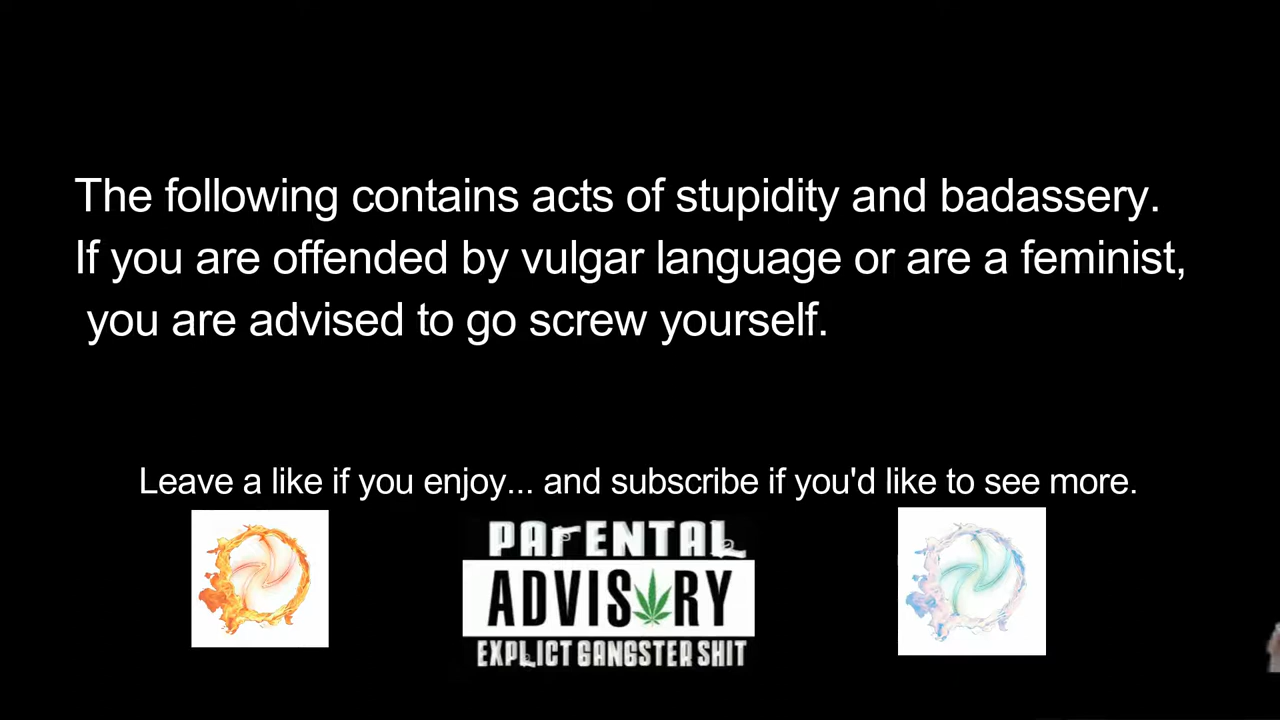 The following contains acts of stupidity and badassery.
If you are offended by vulgar language or are a feminist,
you are advised to go screw yourself.
Leave a like if you enjoy... and subscribe if you'd like to see more.
PArENTAL
ADVISORY
EXPLICT GANGSTER SHIT